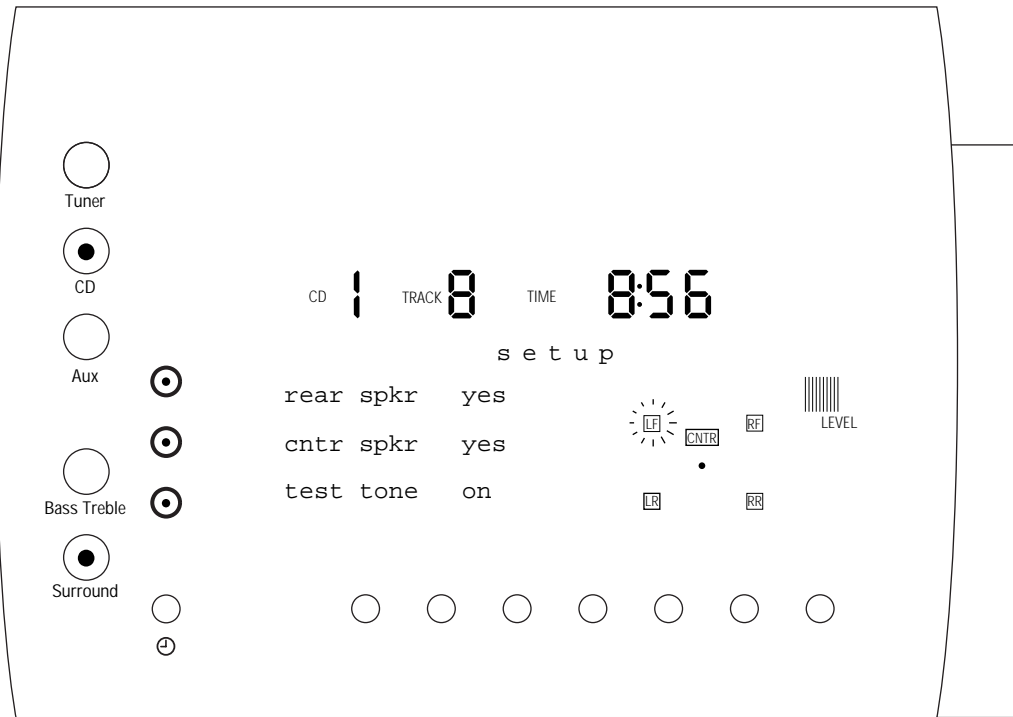 Tuner
CD
CD 1 TRACK 8 TIME 8:56
setup
Aux
rear spkr yes
LF CNTR RF LEVEL
cntr spkr yes
test tone on
LR RR
Bass Treble
Surround